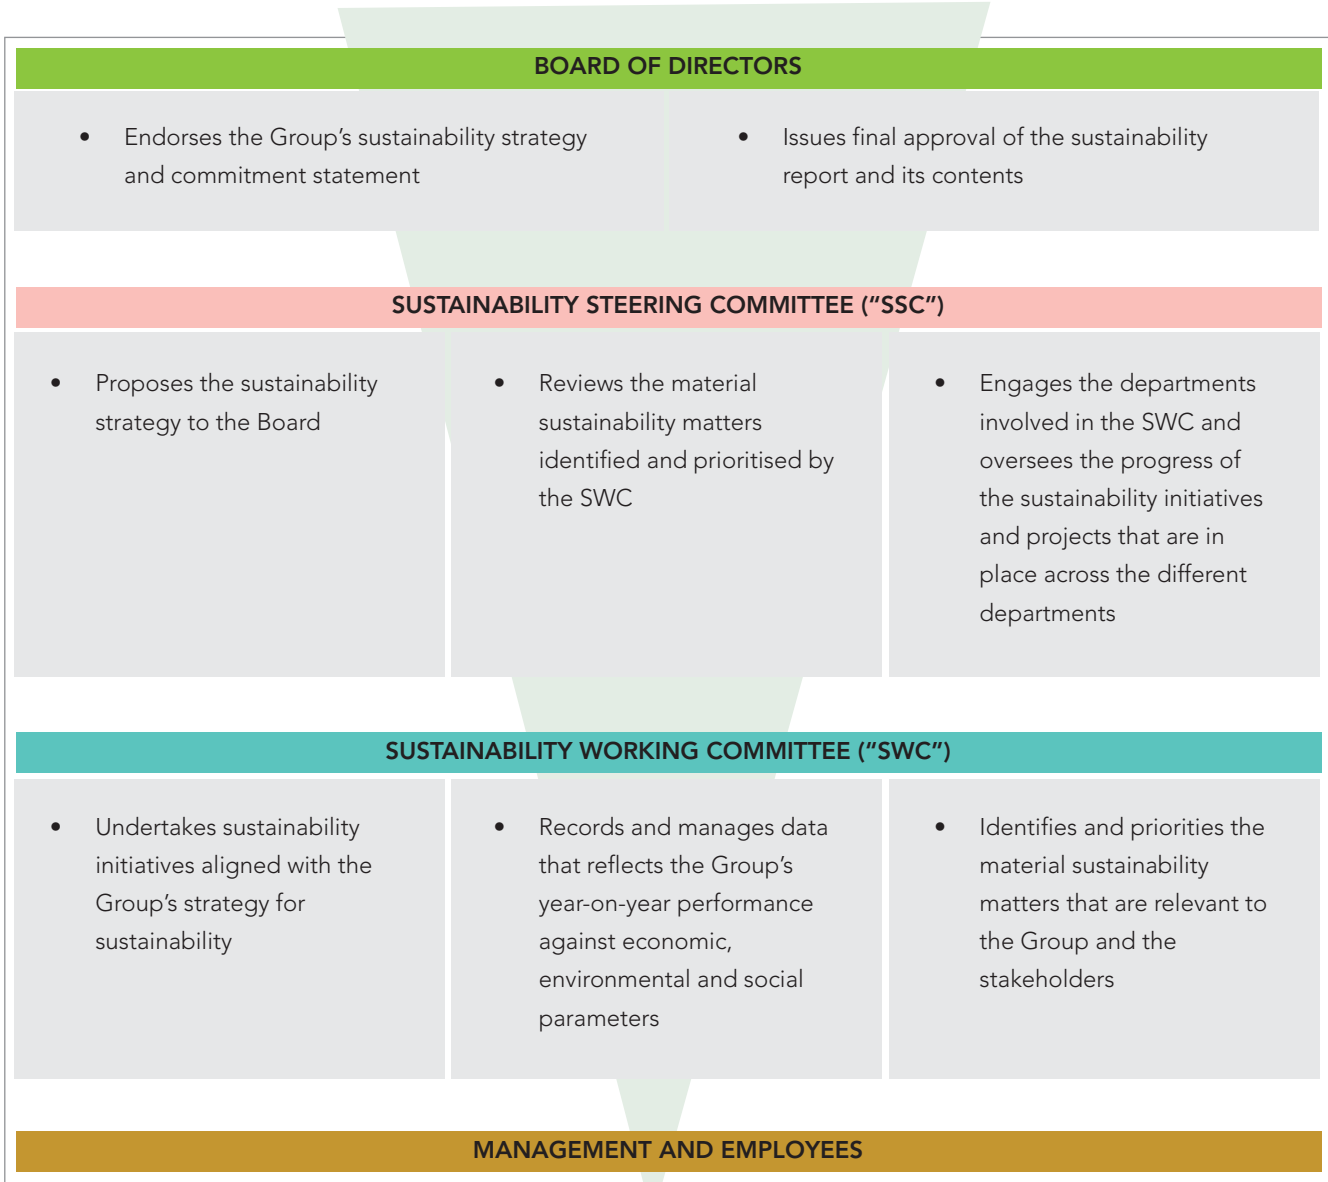 BOARD OF DIRECTORS
• Endorses the Group’s sustainability strategy
and commitment statement
• Issues final approval of the sustainability
report and its contents
SUSTAINABILITY STEERING COMMITTEE (“SSC”)
• Proposes the sustainability
strategy to the Board
• Reviews the material
sustainability matters
identified and prioritised by
the SWC
• Engages the departments
involved in the SWC and
oversees the progress of
the sustainability initiatives
and projects that are in
place across the different
departments
SUSTAINABILITY WORKING COMMITTEE (“SWC”)
• Undertakes sustainability
initiatives aligned with the
Group’s strategy for
sustainability
• Records and manages data
that reflects the Group’s
year-on-year performance
against economic,
environmental and social
parameters
• Identifies and priorities the
material sustainability
matters that are relevant to
the Group and the
stakeholders
MANAGEMENT AND EMPLOYEES